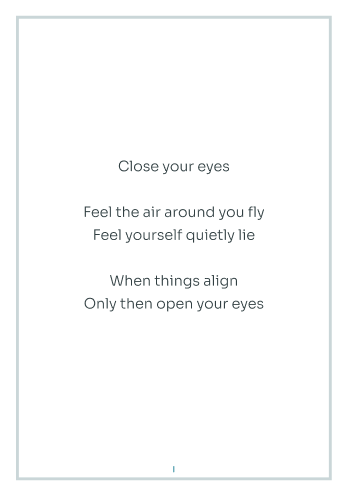 Close your eyes
Feel the air around you fly
Feel yourself quietly lie
When things align
Only then open your eyes
I